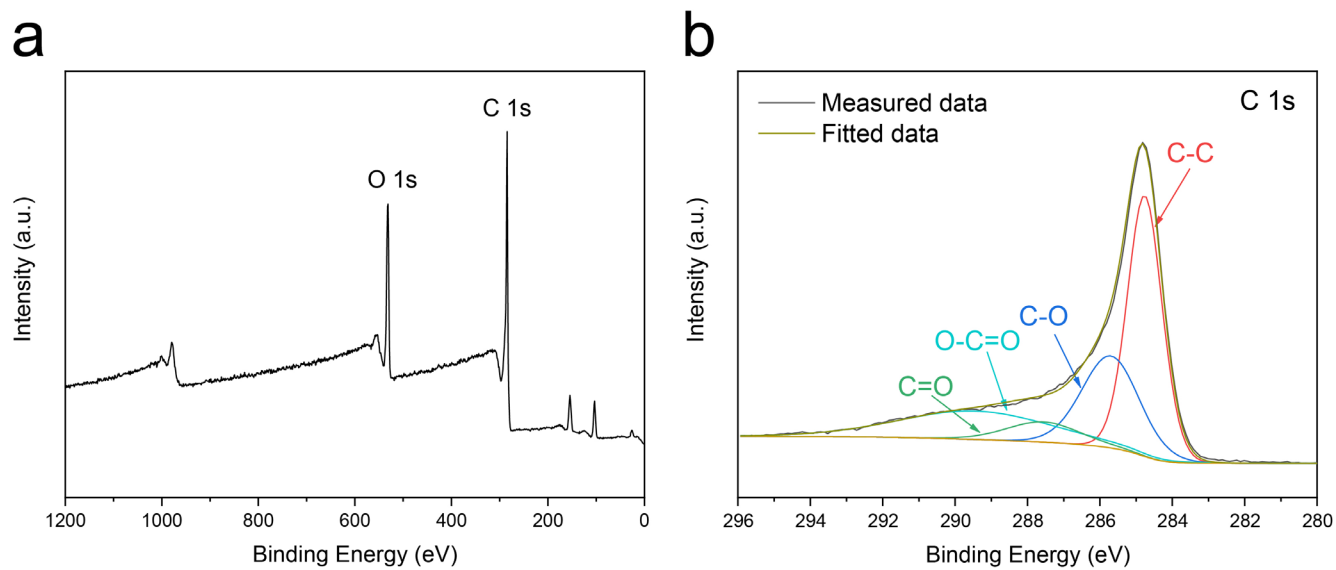 a
C 1s
O 1s
Intensity (a.u.)
1200 1000 800 600 400 200 0
Binding Energy (eV)
b
Measured data
Fitted data
C 1s
C-C
C-O
O-C=O
C=O
Intensity (a.u.)
296 294 292 290 288 286 284 282 280
Binding Energy (eV)